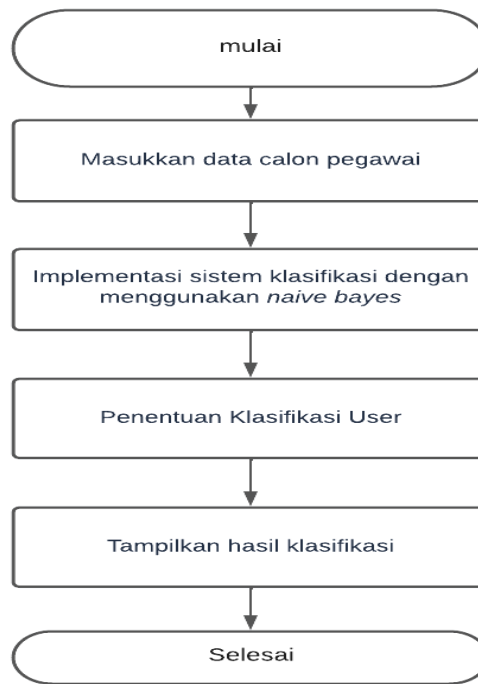 mulai
Masukkan data calon pegawai
Implementasi sistem klasifikasi dengan
menggunakan naive bayes
Penentuan Klasifikasi User
Tampilkan hasil klasifikasi
Selesai